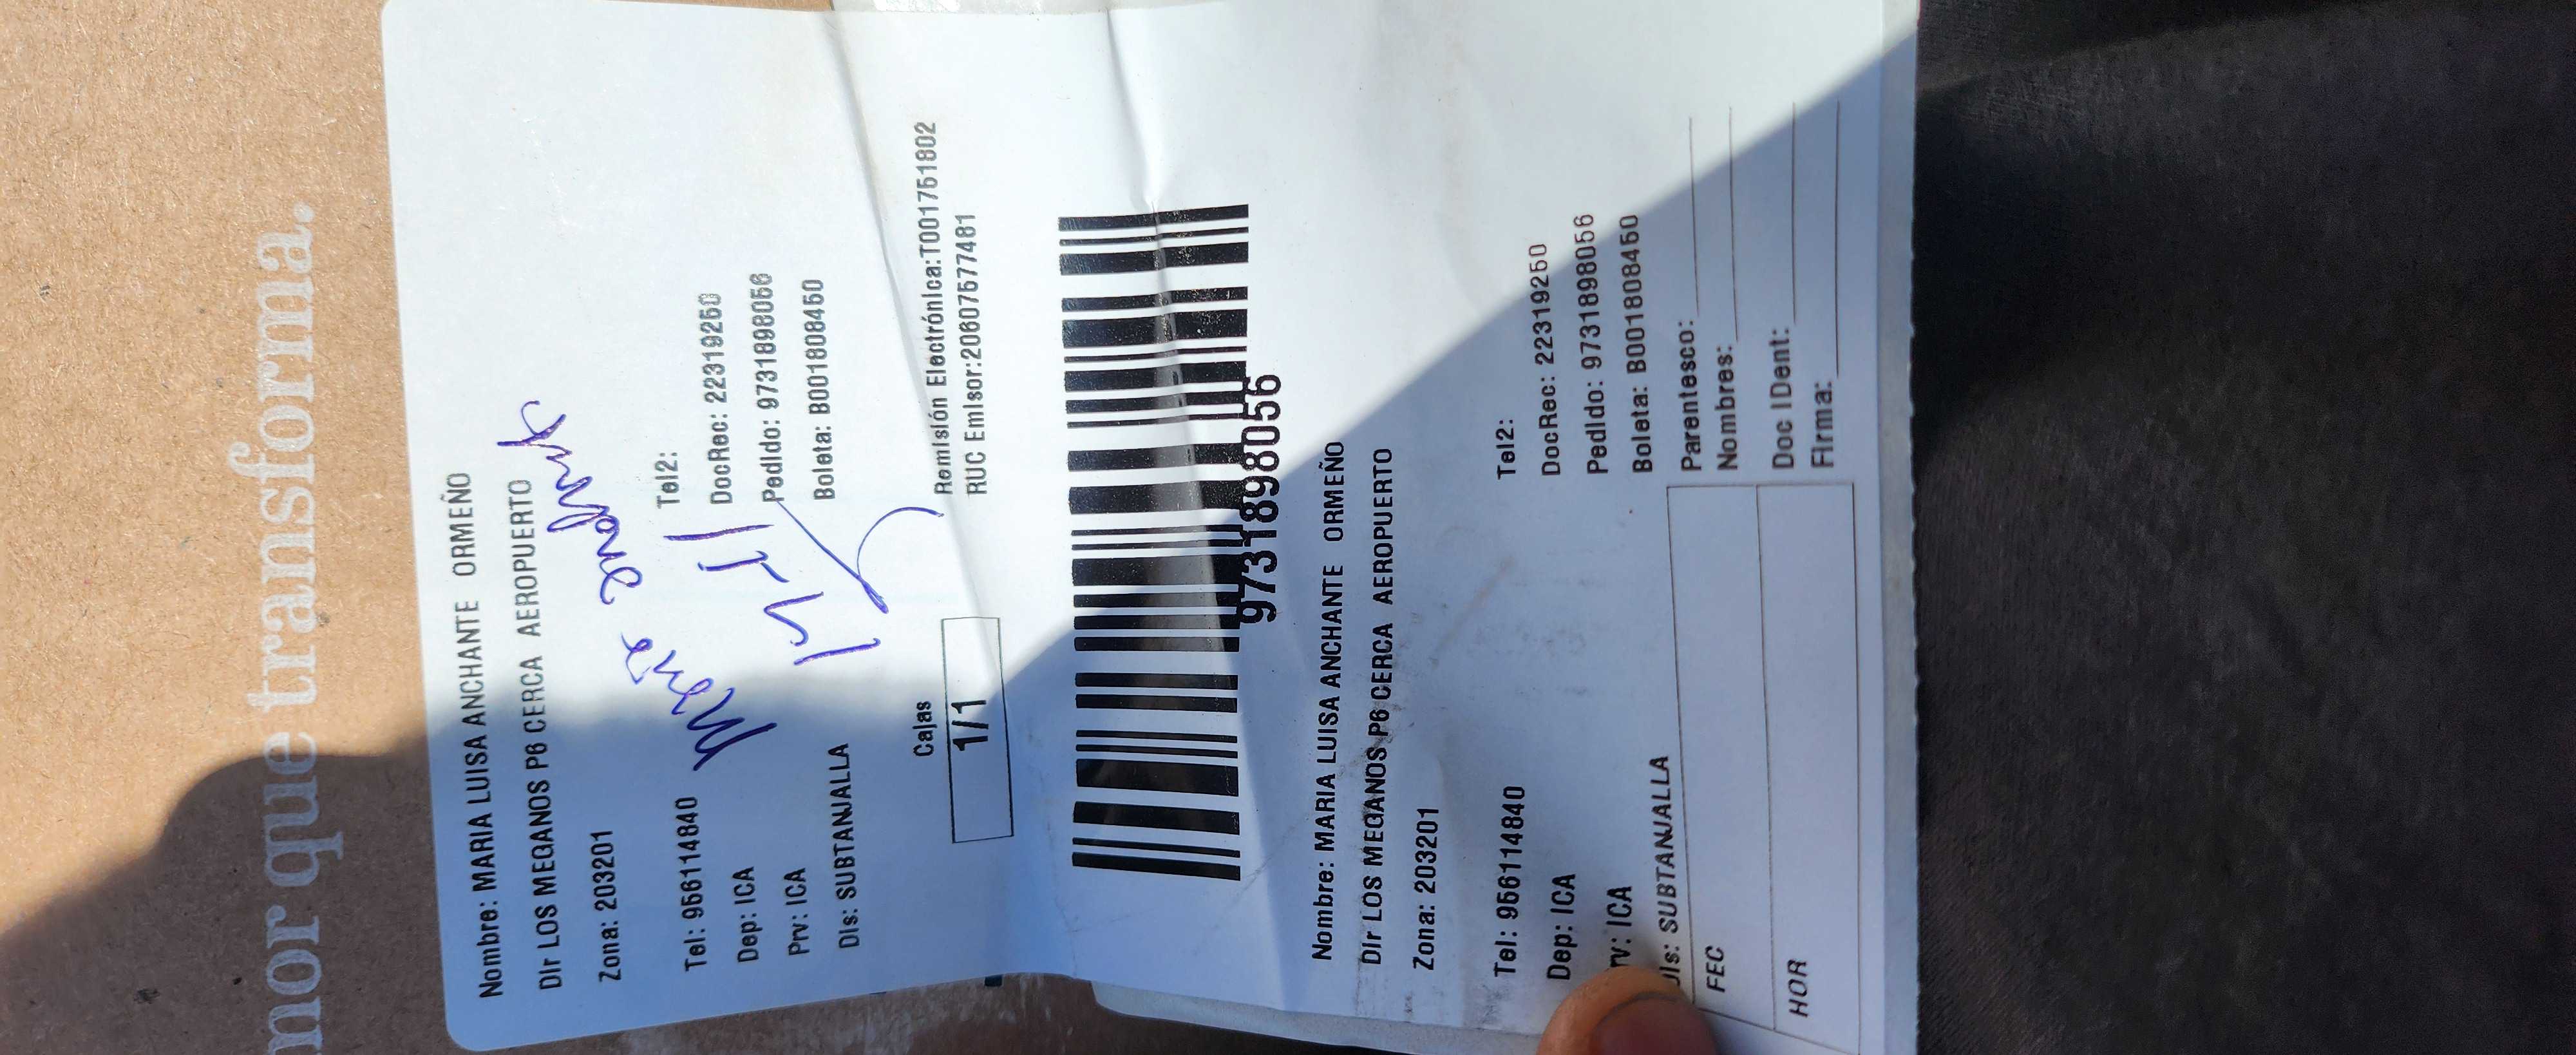 mor que transforma.
Nombre: MARIA LUISA ANCHANTE ORMEÑO
DIr LOS MEGANOS P6 CERCA AEROPUERTO
Zona: 203201
Tel: 956114840
Tel2:
Dep: ICA
DocRec: 22319250
Prv: ICA
PedIdo: 9731898056
DIs: SUBTANJALLA
Boleta: B001808450
Cajas
1/1
Remisión Electrónica:T001751802
RUC Emisor:20607577481
9731898056
Nombre: MARIA LUISA ANCHANTE ORMEÑO
DIr LOS MEGANOS P6 CERCA AEROPUERTO
Zona: 203201
Tel: 956114840
Tel2:
Dep: ICA
DocRec: 22319250
rv: ICA
PedIdo: 9731898056
DIs: SUBTANJALLA
Boleta: B001808450
FEC
Parentesco:
Nombres:
HOR
Doc IDent:
FIrma: